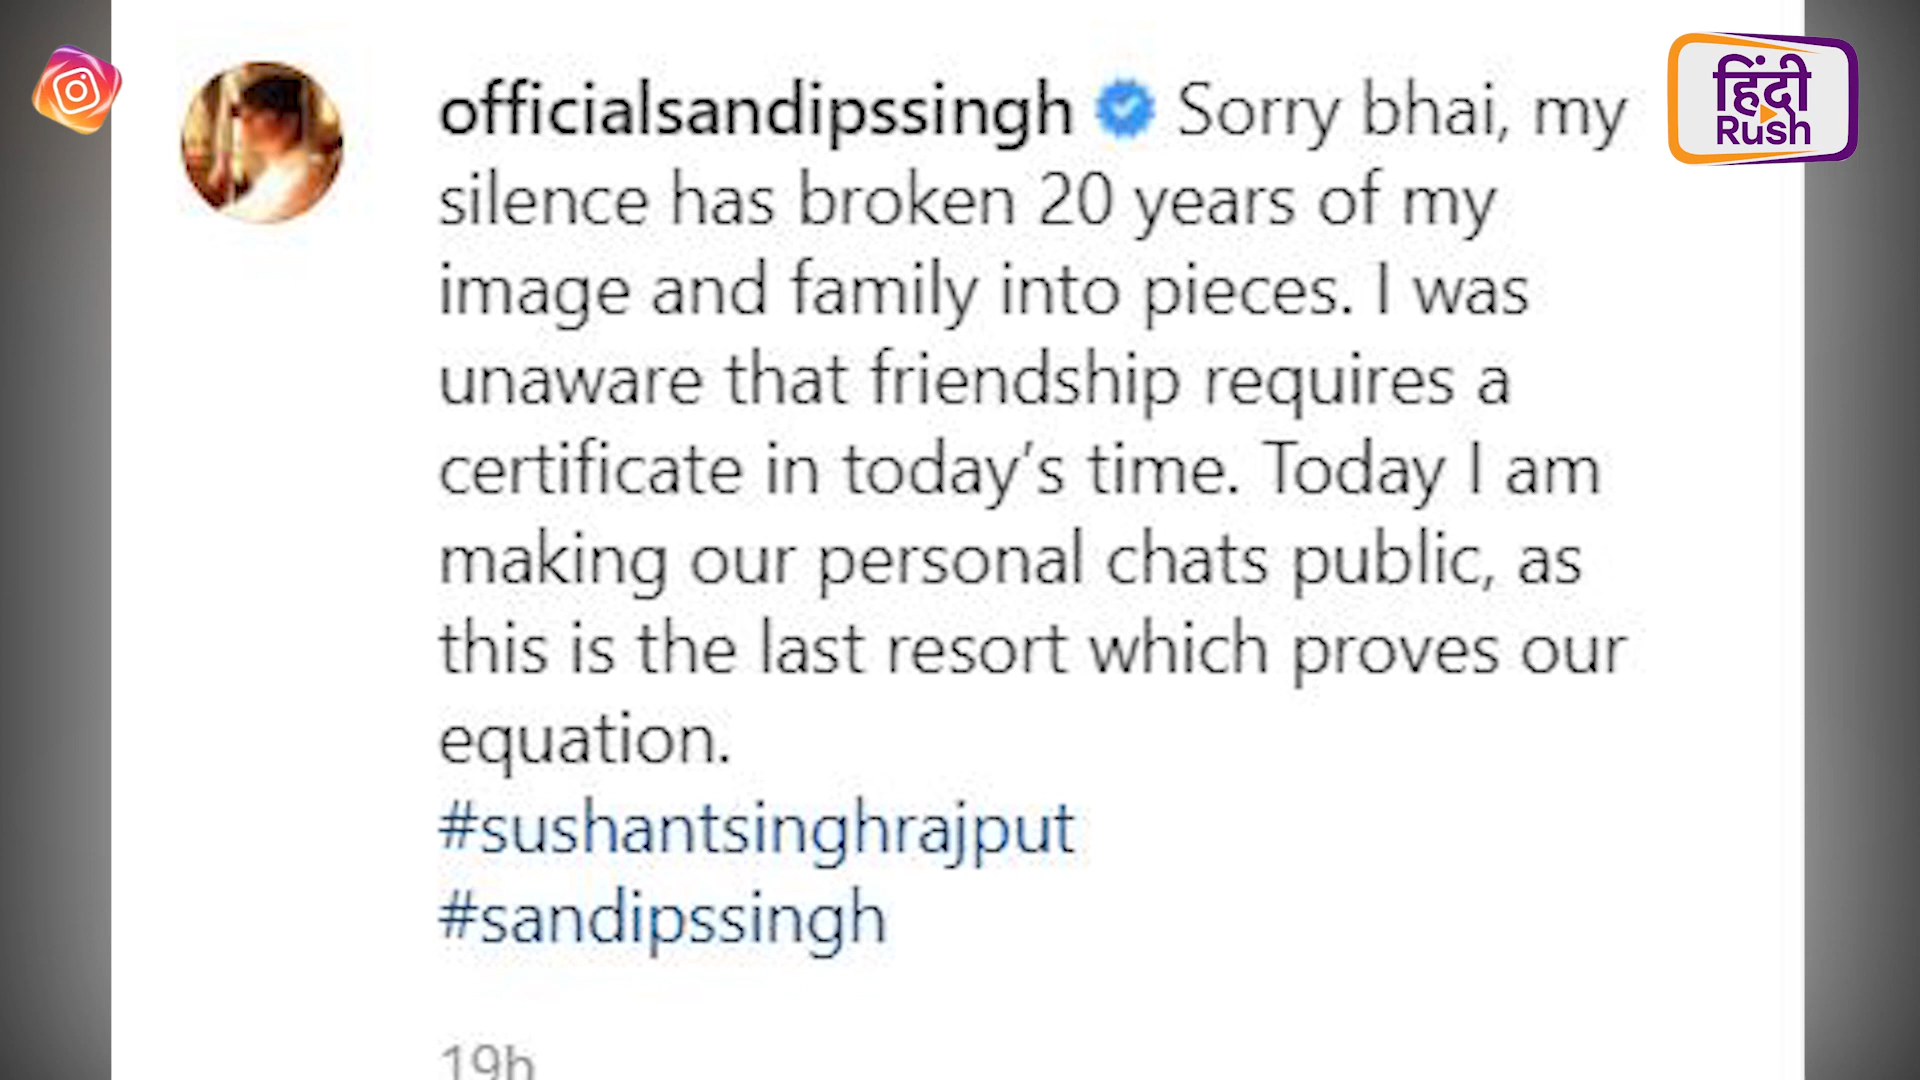 officialsandipssingh Sorry bhai, my
silence has broken 20 years of my
image and family into pieces. I was
unaware that friendship requires a
certificate in today's time. Today I am
making our personal chats public, as
this is the last resort which proves our
equation.
#sushantsinghrajput
#sandipssingh
19h
हिंदी
Rush